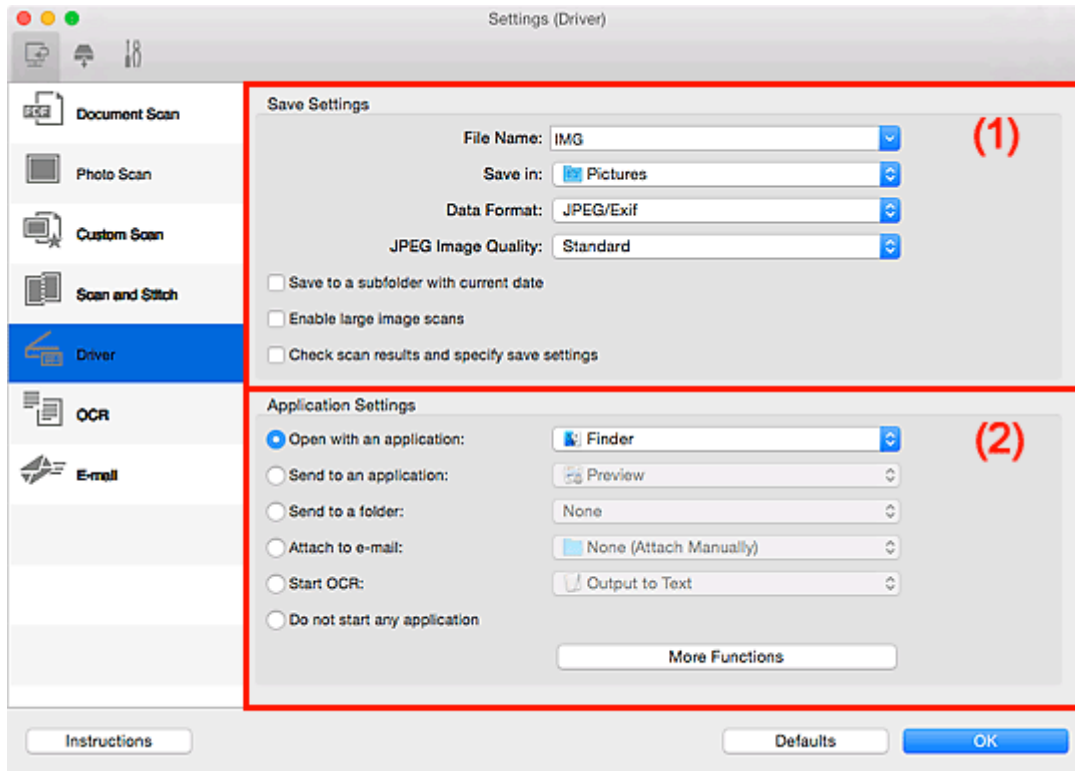 Settings (Driver)
Document Scan
Photo Scan
Custom Scan
Scan and Stitch
Driver
OCR
E-mail
Save Settings
(1)
File Name: IMG
Save in: Pictures
Data Format: JPEG/Exif
JPEG Image Quality: Standard
Save to a subfolder with current date
Enable large image scans
Check scan results and specify save settings
Application Settings
(2)
Open with an application: Finder
Send to an application: Preview
Send to a folder: None
Attach to e-mail: None (Attach Manually)
Start OCR: Output to Text
Do not start any application
More Functions
Instructions
Defaults
OK